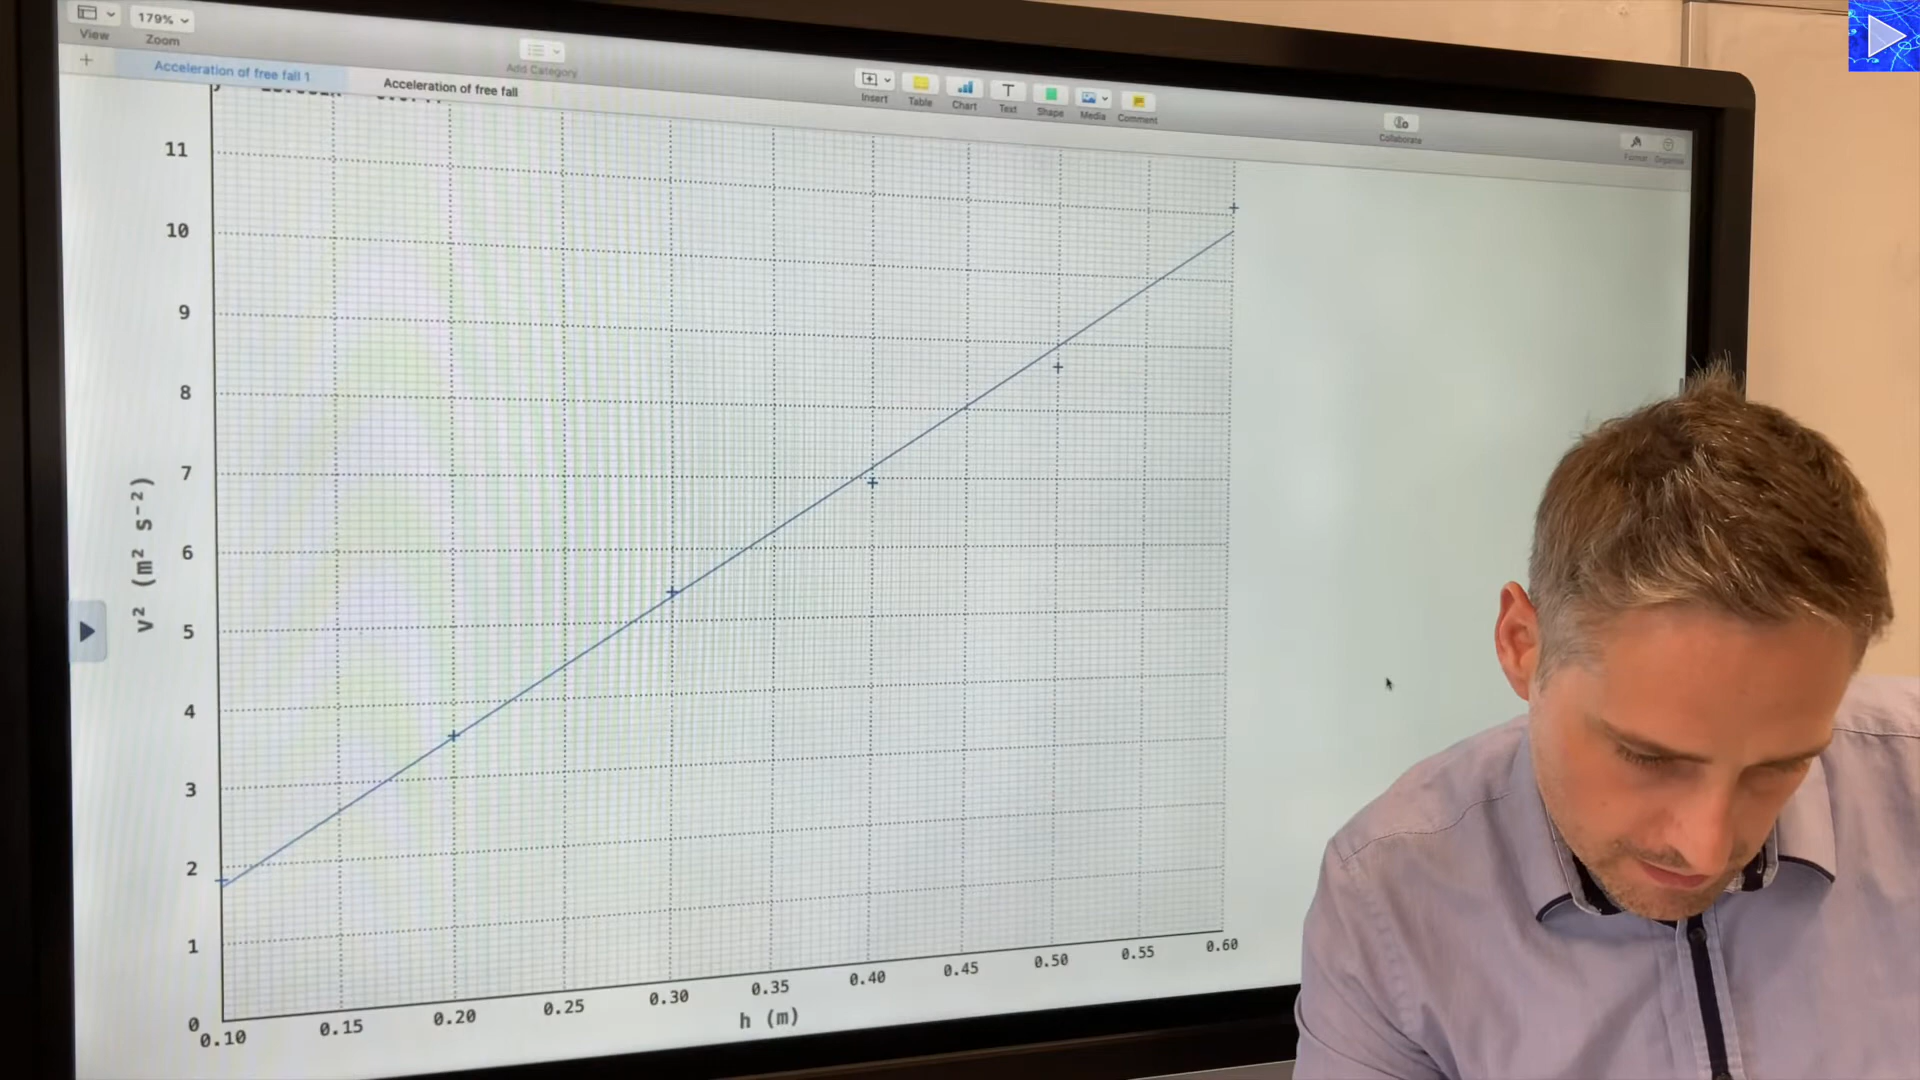 View
179%
Zoom
Add Category
Insert
Table
Chart
Text
Shape
Media
Comment
Collaborate
Format
Organise
+
Acceleration of free fall 1
Acceleration of free fall
11
10
9
8
7
6
5
4
3
2
1
0
V² (m² S⁻²)
0.10
0.15
0.20
0.25
0.30
0.35
0.40
0.45
0.50
0.55
0.60
h (m)